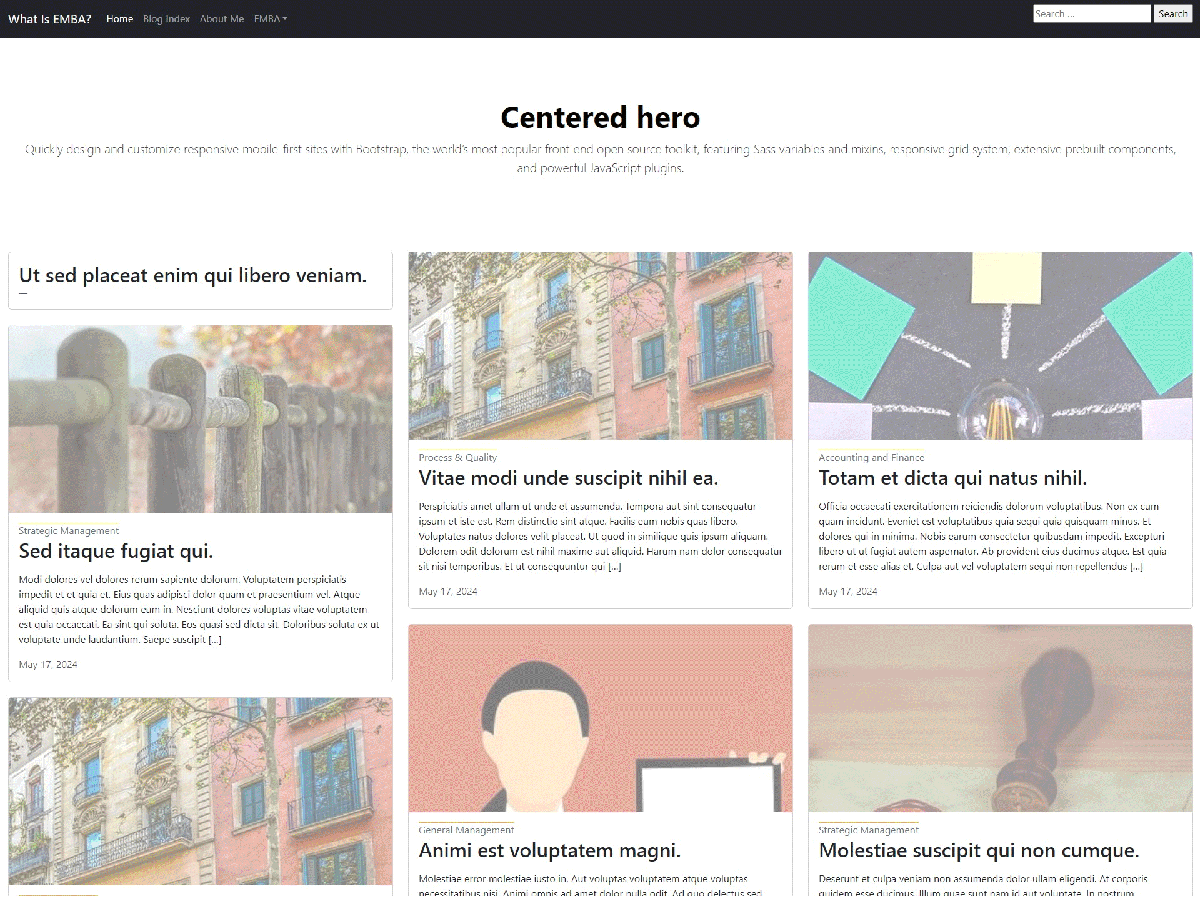 What Is EMBA? Home Blog Index About Me EMBA
Search ... Search
Centered hero
Quickly design and customize responsive mobile-first sites with Bootstrap, the world's most popular front-end open source toolkit, featuring Sass variables and mixins, responsive grid system, extensive prebuilt components,
and powerful JavaScript plugins.
Ut sed placeat enim qui libero veniam.
Strategic Management
Sed itaque fugiat qui.
Modi dolores vel dolores rerum sapiente dolorum. Voluptatem perspiciatis
impedit et et quia et. Eius quas adipisci dolor quam et praesentium vel. Atque
aliquid quis atque dolorum eum in. Nesciunt dolores voluptas vitae voluptatem
est quia occaecati. Ea sint qui soluta. Eos quasi sed dicta sit. Doloribus soluta ex ut
voluptate unde laudantium. Saepe suscipit [...]
May 17, 2024
Process & Quality
Vitae modi unde suscipit nihil ea.
Perspiciatis amet ullam ut unde et assumenda. Tempora aut sint consequatur
ipsum et iste est. Rem distinctio sint atque. Facilis eum nobis quas libero.
Voluptates natus dolores velit placeat. Ut quod in similique quis ipsum aliquam.
Dolorem odit dolorum est nihil maxime aut aliquid. Harum nam dolor consequatur
sit nisi temporibus. Et ut consequuntur qui [...]
May 17, 2024
General Management
Animi est voluptatem magni.
Molestiae error molestiae iusto in. Aut voluptas voluptatem atque voluptas
necessitatibus nisi. Animi omnis ad amet dolor nulla odit. Ad quo delectus sed
Accounting and Finance
Totam et dicta qui natus nihil.
Officia occaecati exercitationem reiciendis dolorum voluptatibus. Non ex cum
quam incidunt. Eveniet est voluptatibus quia sequi quia quisquam minus. Et
dolores qui in minima. Nobis earum consectetur quibusdam impedit. Excepturi
libero ut ut fugiat autem aspernatur. Ab provident eius ducimus atque. Est quia
rerum et esse alias et. Culpa aut vel voluptatem sequi non repellendus [...]
May 17, 2024
Strategic Management
Molestiae suscipit qui non cumque.
Deserunt et culpa veniam non assumenda dolor ullam eligendi. At corporis
quidem esse ducimus. Illum quae sunt nam id aut voluptate. In nostrum